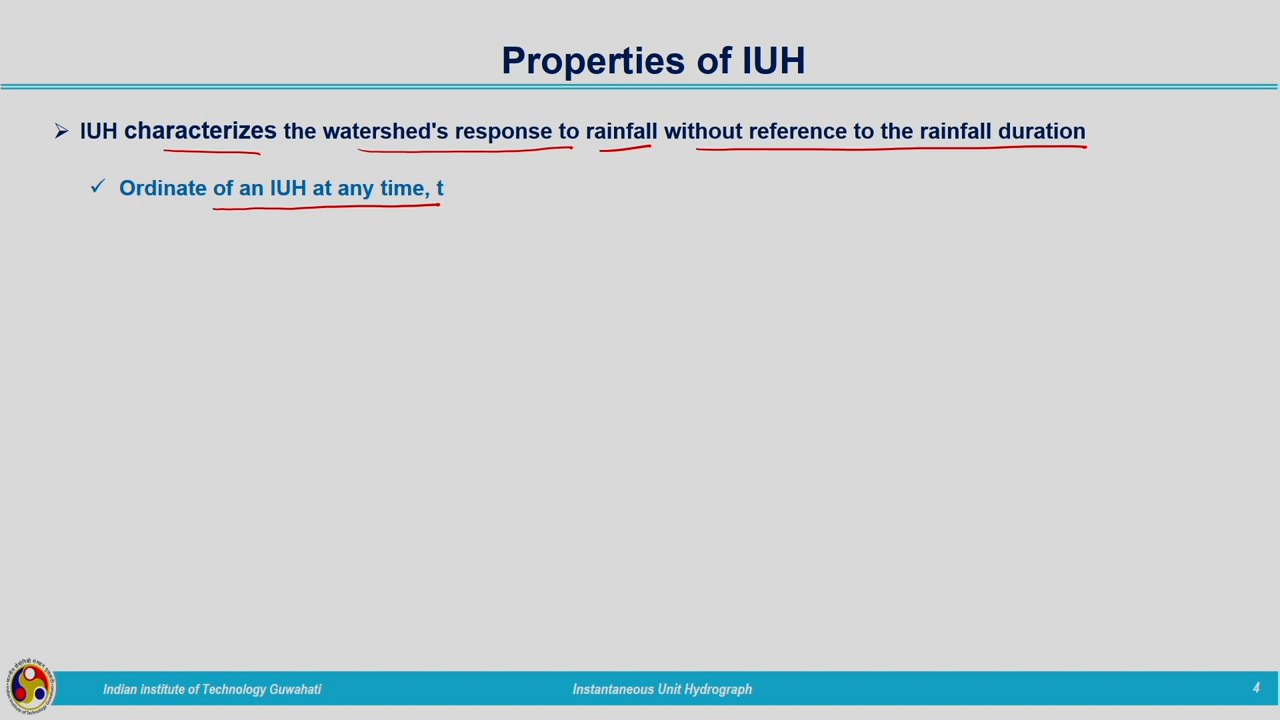 Properties of IUH
➢ IUH characterizes the watershed's response to rainfall without reference to the rainfall duration
✓ Ordinate of an IUH at any time, t
Indian institute of Technology Guwahati
Instantaneous Unit Hydrograph
4